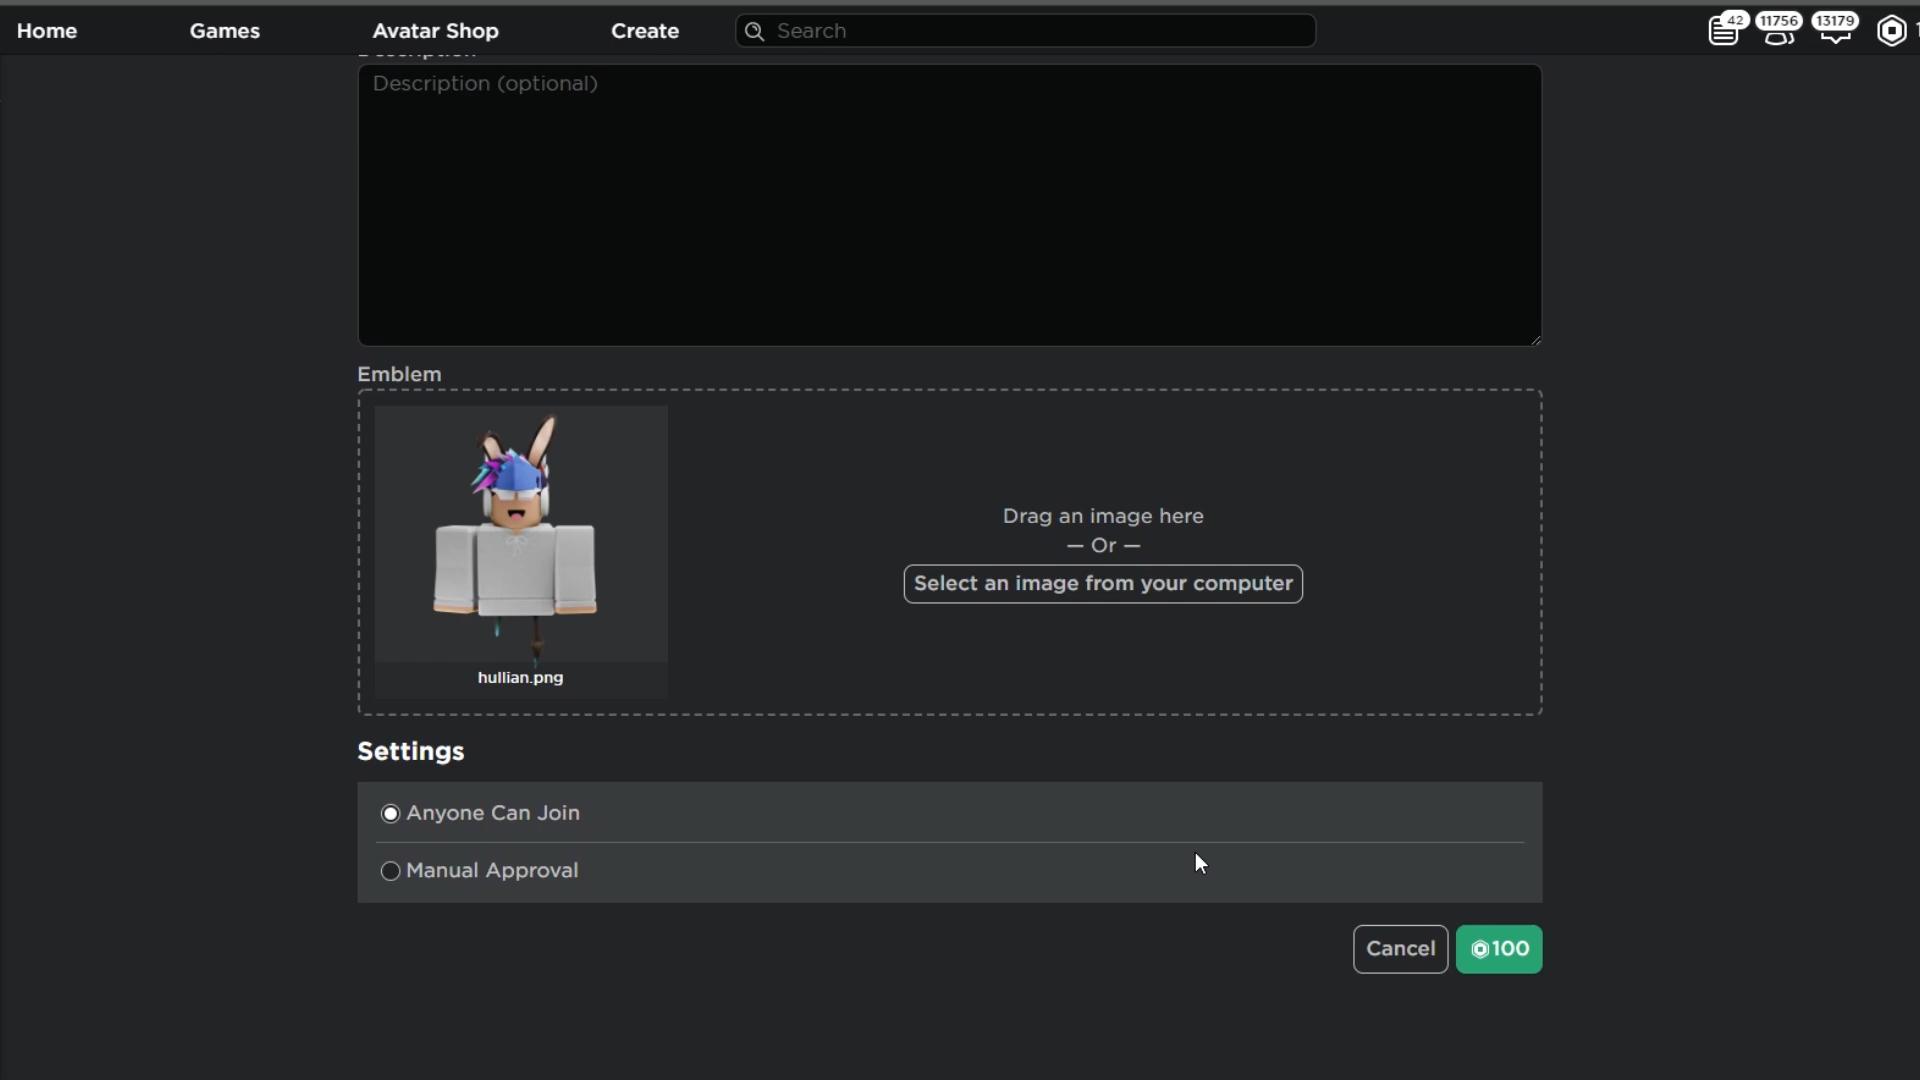 Home
Games
Avatar Shop
Create
Search
42
11756
13179
Description
Description (optional)
Emblem
hullian.png
Drag an image here
— Or —
Select an image from your computer
Settings
Anyone Can Join
Manual Approval
Cancel
100